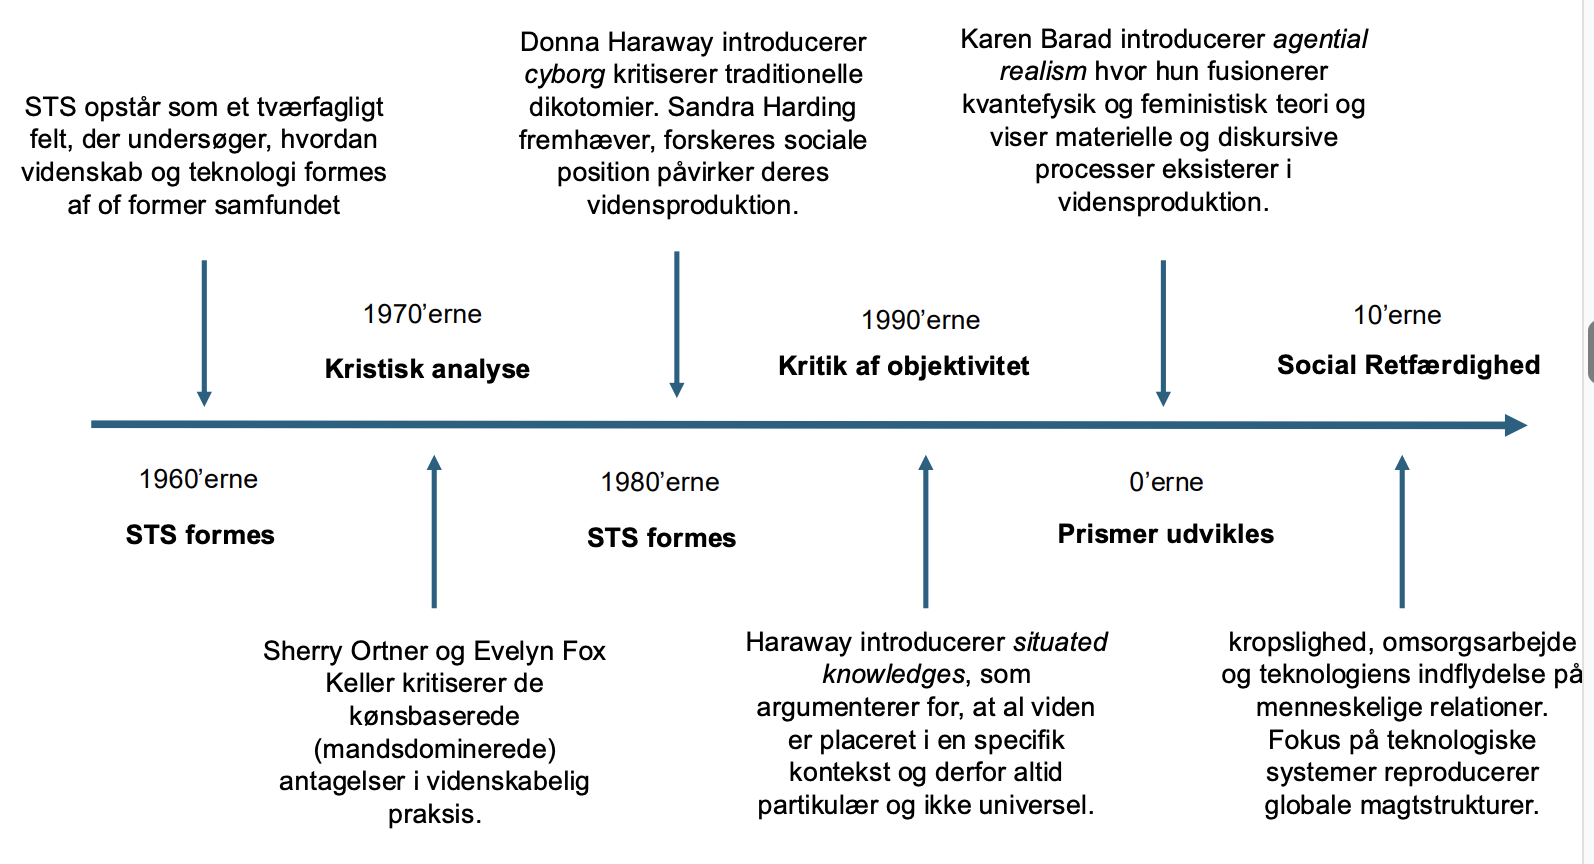 STS opstår som et tværfagligt
felt, der undersøger, hvordan
videnskab og teknologi formes
af of former samfundet
Donna Haraway introducerer
cyborg kritiserer traditionelle
dikotomier. Sandra Harding
fremhæver, forskeres sociale
position påvirker deres
vidensproduktion.
Karen Barad introducerer agential
realism hvor hun fusionerer
kvantefysik og feministisk teori og
viser materielle og diskursive
processer eksisterer i
vidensproduktion.
1970’erne
Kristisk analyse
1990’erne
Kritik af objektivitet
10’erne
Social Retfærdighed
1960’erne
STS formes
1980’erne
STS formes
0’erne
Prismer udvikles
Sherry Ortner og Evelyn Fox
Keller kritiserer de
kønsbaserede
(mandsdominerede)
antagelser i videnskabelig
praksis.
Haraway introducerer situated
knowledges, som
argumenterer for, at al viden
er placeret i en specifik
kontekst og derfor altid
partikulær og ikke universel.
kropslighed, omsorgsarbejde
og teknologiens indflydelse på
menneskelige relationer.
Fokus på teknologiske
systemer reproducerer
globale magtstrukturer.